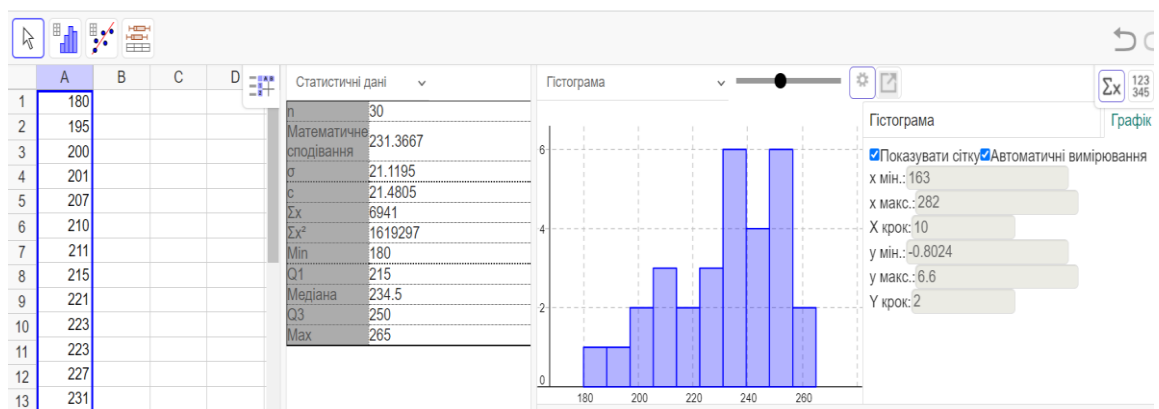 A B C D
1 180
2 195
3 200
4 201
5 207
6 210
7 211
8 215
9 221
10 223
11 223
12 227
13 231
Статистичні дані
n 30
Математичне сподівання 231.3667
σ 21.1195
с 21.4805
Σx 6941
Σx² 1619297
Min 180
Q1 215
Медіана 234.5
Q3 250
Max 265
Гістограма
6
4
2
0
180 200 220 240 260
Σx 123 345
Гістограма Графік
Показувати сітку Автоматичні вимірювання
x мін.: 163
x макс.: 282
X крок: 10
y мін.: -0.8024
y макс.: 6.6
Y крок: 2